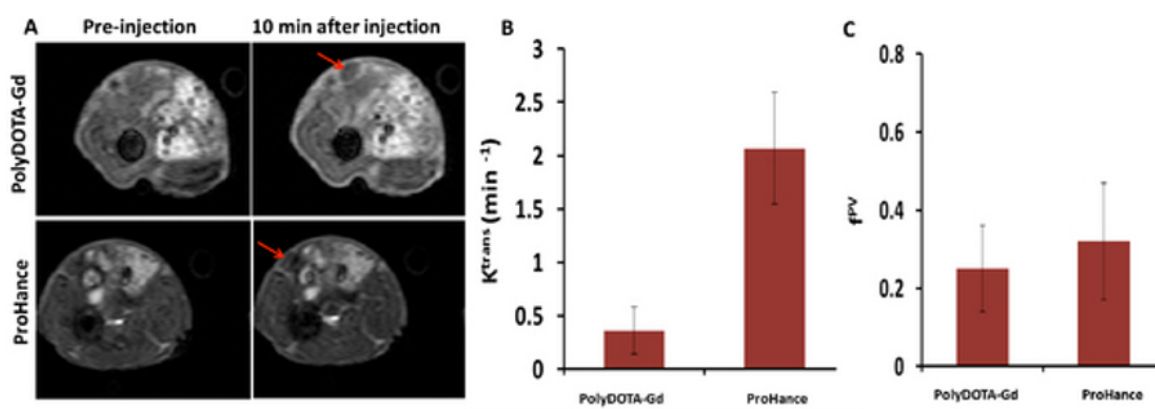 A Pre-injection 10 min after injection
PolyDOTA-Gd
ProHance
B
K trans (min -1)
3
2.5
2
1.5
1
0.5
0
PolyDOTA-Gd ProHance
C
fPV
0.8
0.6
0.4
0.2
0
PolyDOTA-Gd ProHance